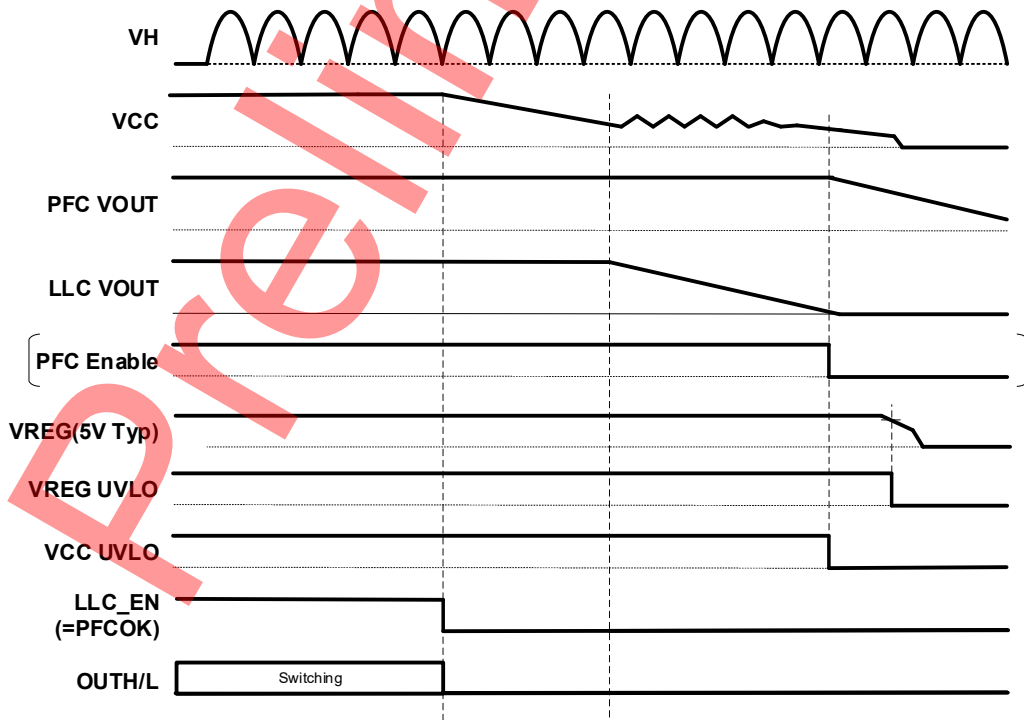 VH
VCC
PFC VOUT
LLC VOUT
PFC Enable
VREG(5V Typ)
VREG UVLO
VCC UVLO
LLC_EN
(=PFCOK)
OUTH/L
Switching